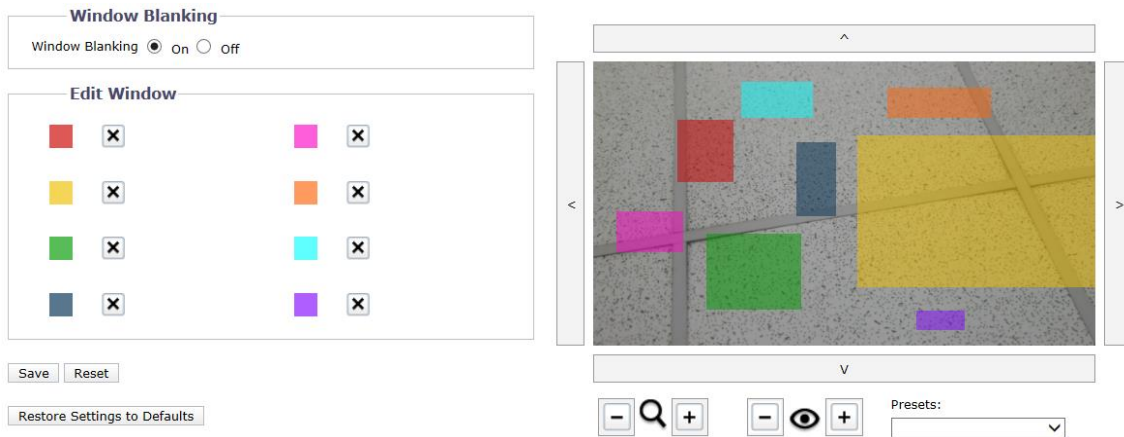 Window Blanking
Window Blanking On Off
Edit Window
Save Reset
Restore Settings to Defaults
^
<
>
v
Presets: